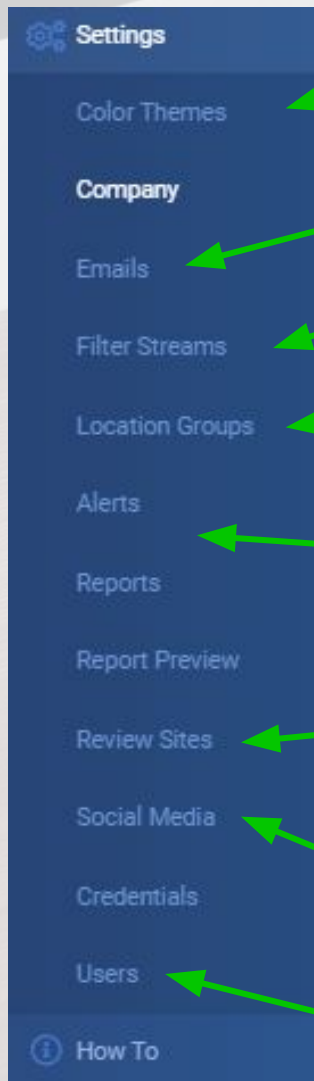 Settings
Color Themes
Company
Emails
Filter Streams
Location Groups
Alerts
Reports
Report Preview
Review Sites
Social Media
Credentials
Users
How To